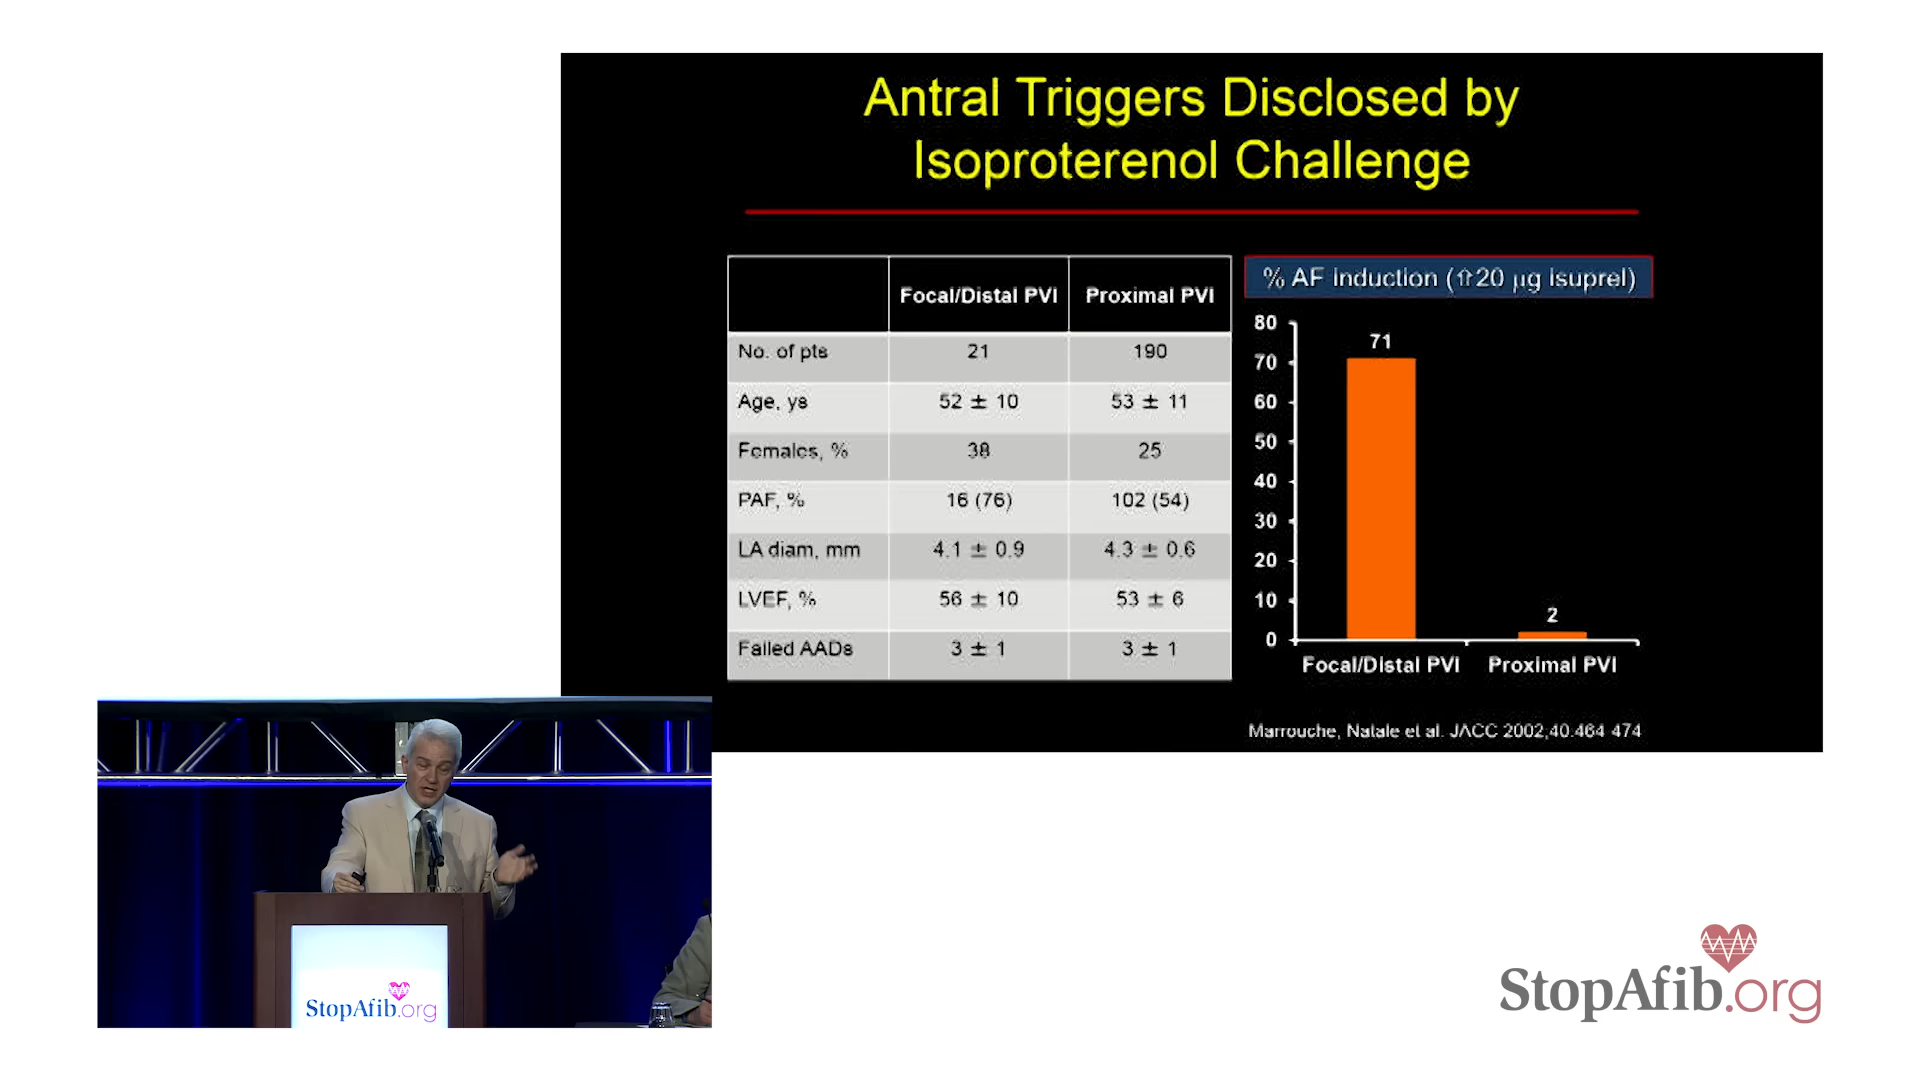 Antral Triggers Disclosed by
Isoproterenol Challenge
Focal/Distal PVI Proximal PVI
No. of pts 21 190
Age, ys 52 ± 10 53 ± 11
Females, % 38 25
PAF, % 16 (76) 102 (54)
LA diam, mm 4.1 ± 0.9 4.3 ± 0.6
LVEF, % 56 ± 10 53 ± 6
Failed AADs 3 ± 1 3 ± 1
% AF Induction (⇧20 µg Isuprel)
80
70
60
50
40
30
20
10
0
71
2
Focal/Distal PVI Proximal PVI
Marrouche, Natale et al. JACC 2002,40:464-474
StopAfib.org
StopAfib.org